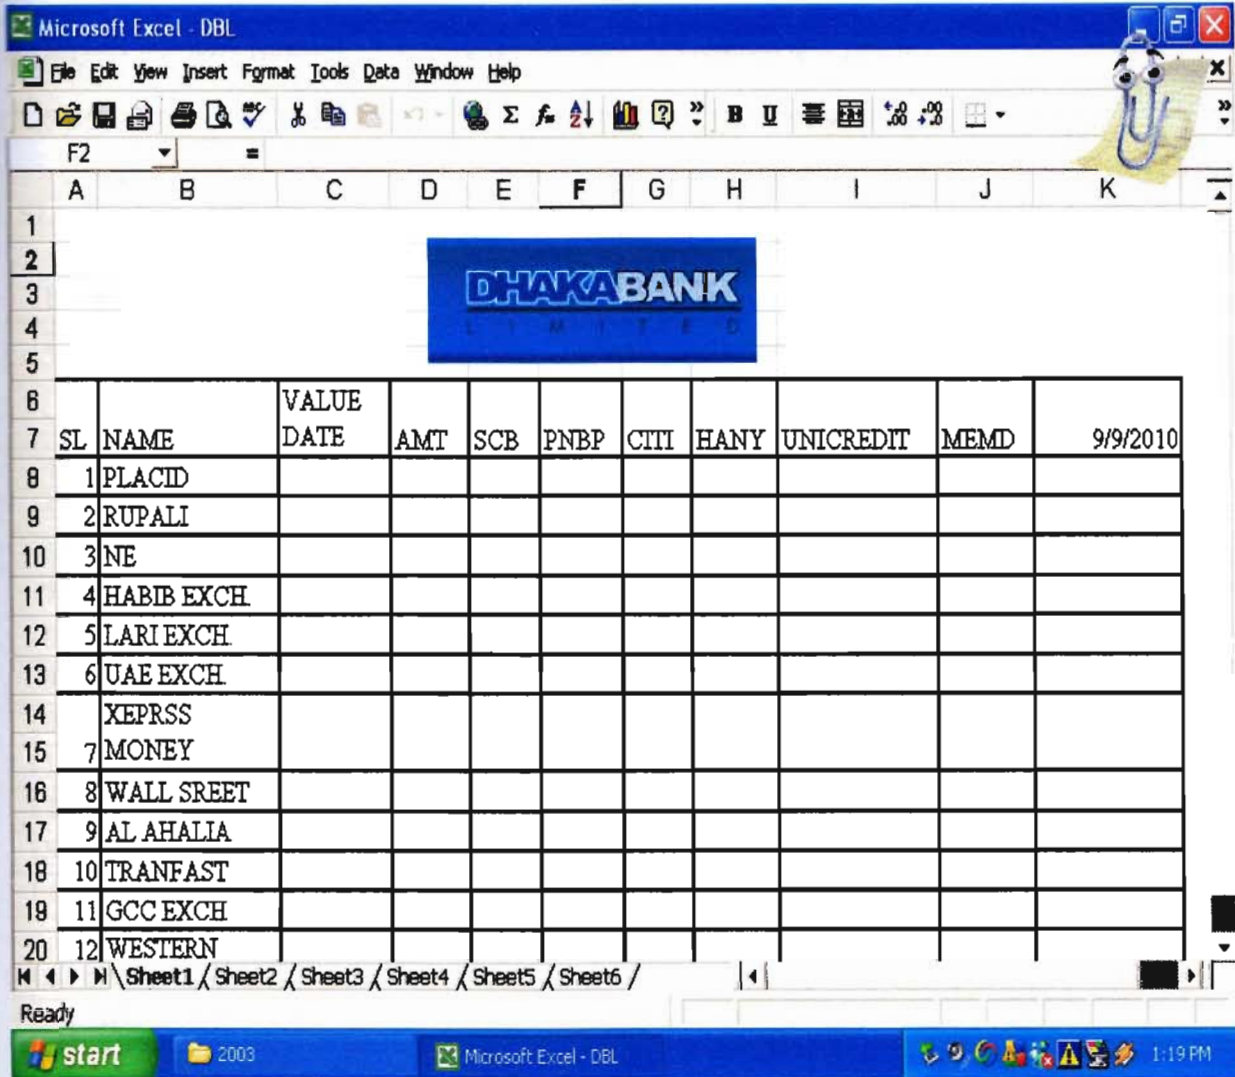 Microsoft Excel - DBL
File Edit View Insert Format Tools Data Window Help
B U
F2 =
A B C D E F G H I J K
1
2
3
4
5
DHAKABANK
LIMITED
6 VALUE
7 SL NAME DATE AMT SCB PNBP CITI HANY UNICREDIT MEMD 9/9/2010
8 1 PLACID
9 2 RUPALI
10 3 NE
11 4 HABIB EXCH.
12 5 LARI EXCH.
13 6 UAE EXCH.
14 XEPRSS
15 7 MONEY
16 8 WALL SREET
17 9 AL AHALIA
18 10 TRANFAST
19 11 GCC EXCH
20 12 WESTERN
Sheet1 / Sheet2 / Sheet3 / Sheet4 / Sheet5 / Sheet6 /
Ready
start 2003 Microsoft Excel - DBL 1:19 PM